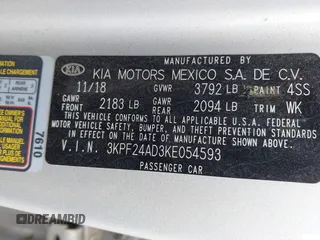 MANUFACTURED BY
KIA KIA MOTORS MEXICO S.A. DE C.V.
11/18 GVWR 3792 LB PAINT 4SS
GAWR FRONT 2183 LB GAWR REAR 2094 LB TRIM WK
THIS VEHICLE CONFORMS TO ALL APPLICABLE FEDERAL
MOTOR VEHICLE SAFETY, BUMPER, AND THEFT
PREVENTION STANDARDS IN EFFECT ON THE DATE OF
MANUFACTURE SHOWN ABOVE.
V.I.N. 3KPF24AD3KE054593
PASSENGER CAR
7610
DREAMBID